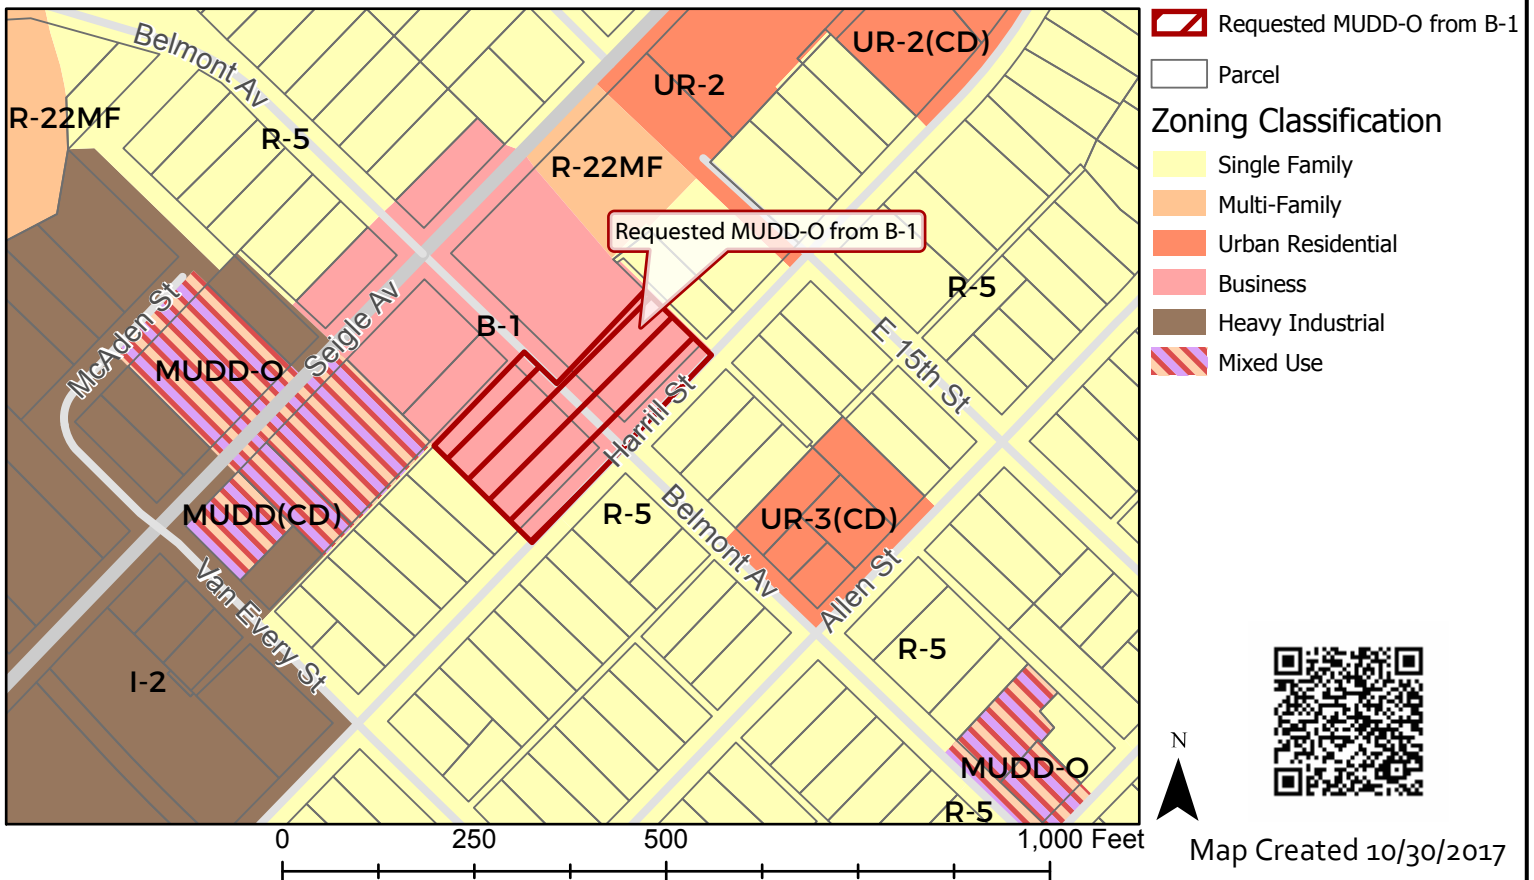 Belmont Av
UR-2(CD)
UR-2
R-22MF
R-5
R-22MF
Requested MUDD-O from B-1
R-5
McAden St
B-1
Seigle Av
MUDD-O
E 15th St
Harrill St
MUDD(CD)
R-5
Belmont Av
UR-3(CD)
Van Every St
Allen St
R-5
I-2
MUDD-O
R-5
0 250 500 1,000 Feet
Requested MUDD-O from B-1
Parcel
Zoning Classification
Single Family
Multi-Family
Urban Residential
Business
Heavy Industrial
Mixed Use
N
Map Created 10/30/2017